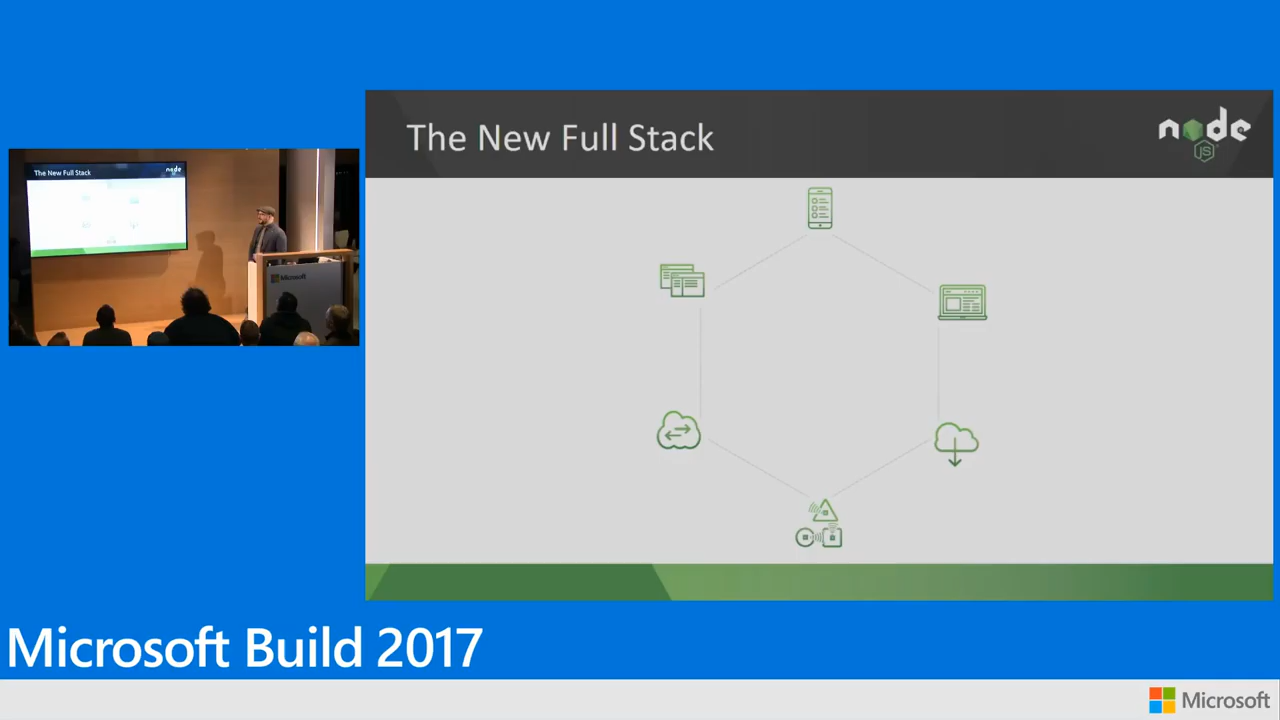 The New Full Stack
node
JS
The New Full Stack
node
Microsoft
Microsoft Build 2017
Microsoft